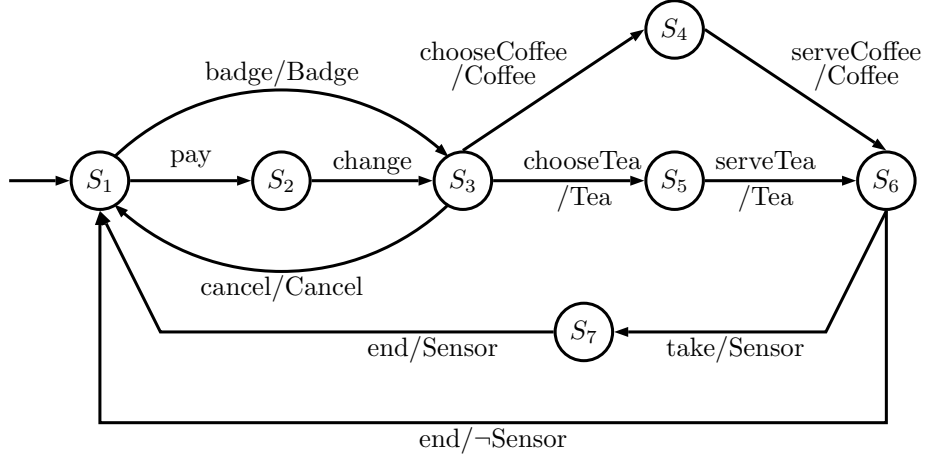 S4
chooseCoffee
/Coffee
serveCoffee
/Coffee
badge/Badge
pay
change
chooseTea
serveTea
S1
S2
S3
S5
S6
/Tea
/Tea
cancel/Cancel
S7
end/Sensor
take/Sensor
end/¬Sensor